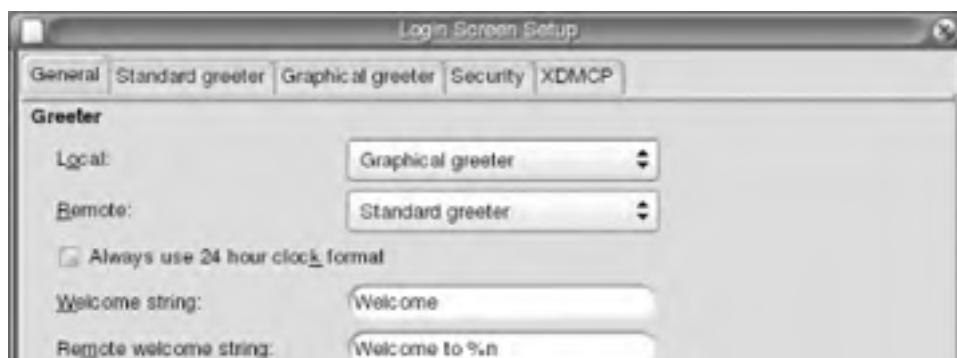 Login Screen Setup
General Standard greeter Graphical greeter Security XDMCP
Greeter
Local: Graphical greeter
Remote: Standard greeter
Always use 24 hour clock format
Welcome string: Welcome
Remote welcome string: Welcome to %n